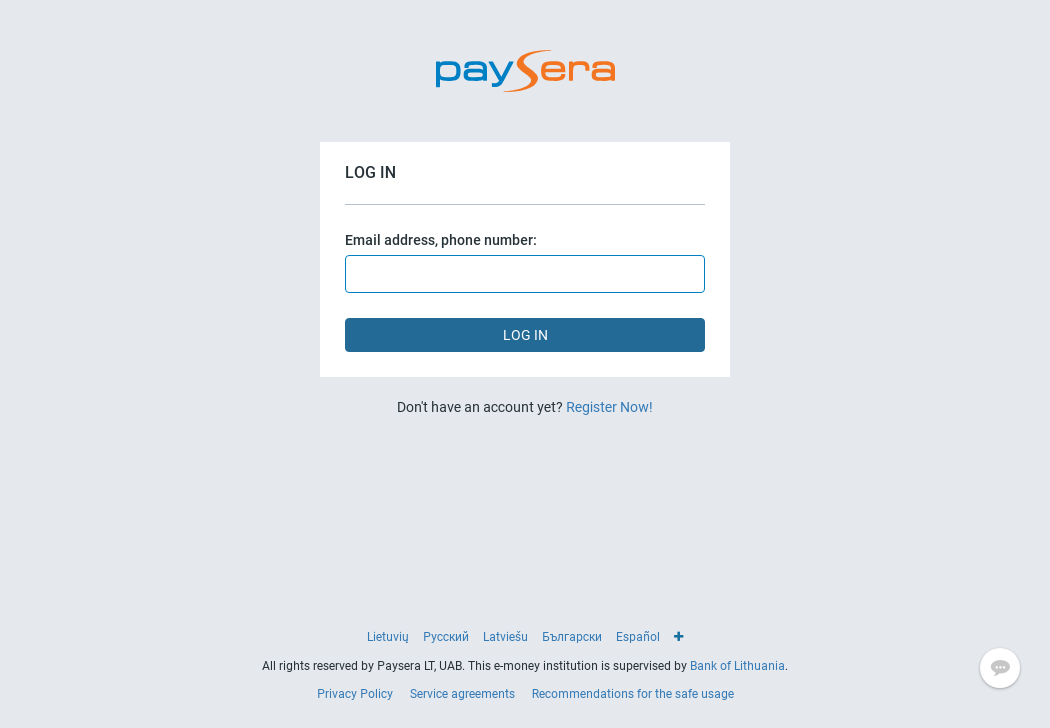 paysera
LOG IN
Email address, phone number:
LOG IN
Don't have an account yet? Register Now!
Lietuvių Русский Latviešu Български Español
All rights reserved by Paysera LT, UAB. This e-money institution is supervised by Bank of Lithuania.
Privacy Policy Service agreements Recommendations for the safe usage